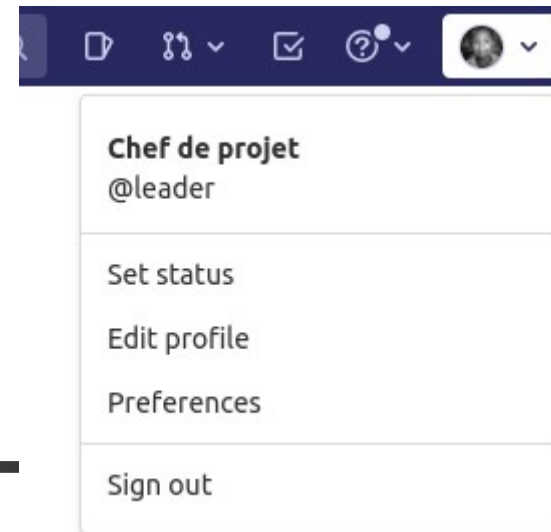 Chef de projet
@leader
Set status
Edit profile
Preferences
Sign out